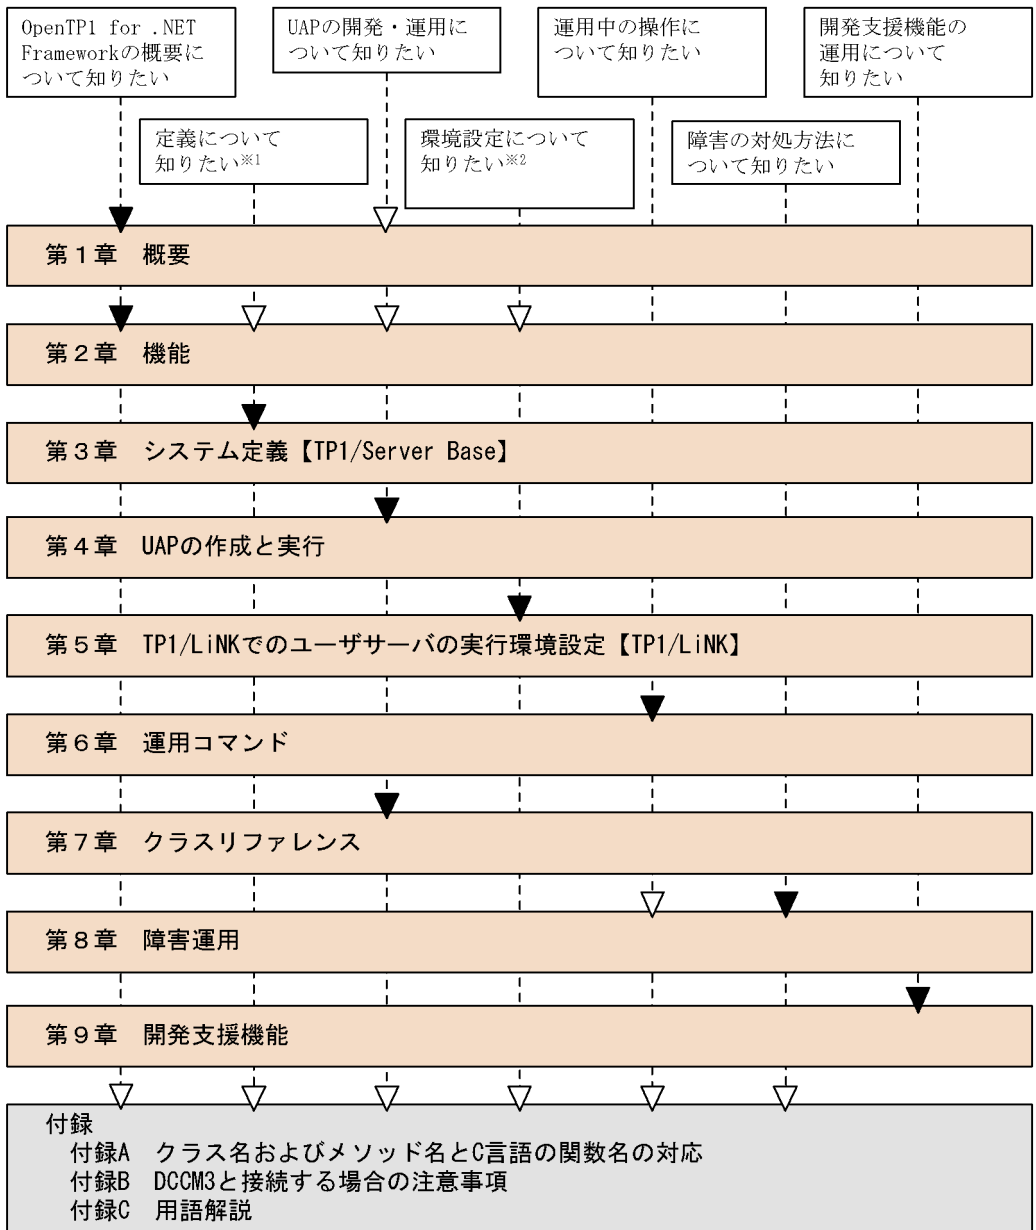 OpenTP1 for .NET
Frameworkの概要に
ついて知りたい
UAPの開発・運用に
ついて知りたい
運用中の操作に
ついて知りたい
開発支援機能の
運用について
知りたい
定義について
知りたい※1
環境設定について
知りたい※2
障害の対処方法に
ついて知りたい
第１章　概要
第２章　機能
第３章　システム定義【TP1/Server Base】
第４章　UAPの作成と実行
第５章　TP1/LiNKでのユーザサーバの実行環境設定【TP1/LiNK】
第６章　運用コマンド
第７章　クラスリファレンス
第８章　障害運用
第９章　開発支援機能
付録
付録A　クラス名およびメソッド名とC言語の関数名の対応
付録B　DCCM3と接続する場合の注意事項
付録C　用語解説